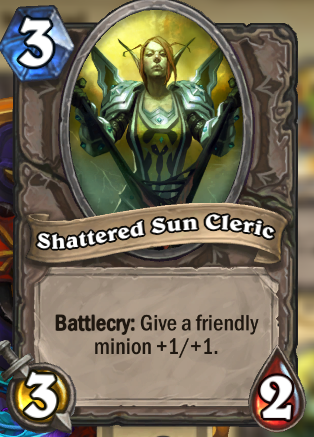 3
Shattered Sun Cleric
Battlecry: Give a friendly
minion +1/+1.
3
2